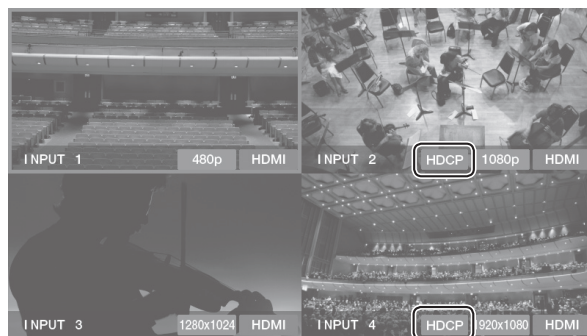 INPUT 1 480p HDMI
INPUT 2 HDCP 1080p HDMI
INPUT 3 1280x1024 HDMI
INPUT 4 HDCP 920x1080 HDMI